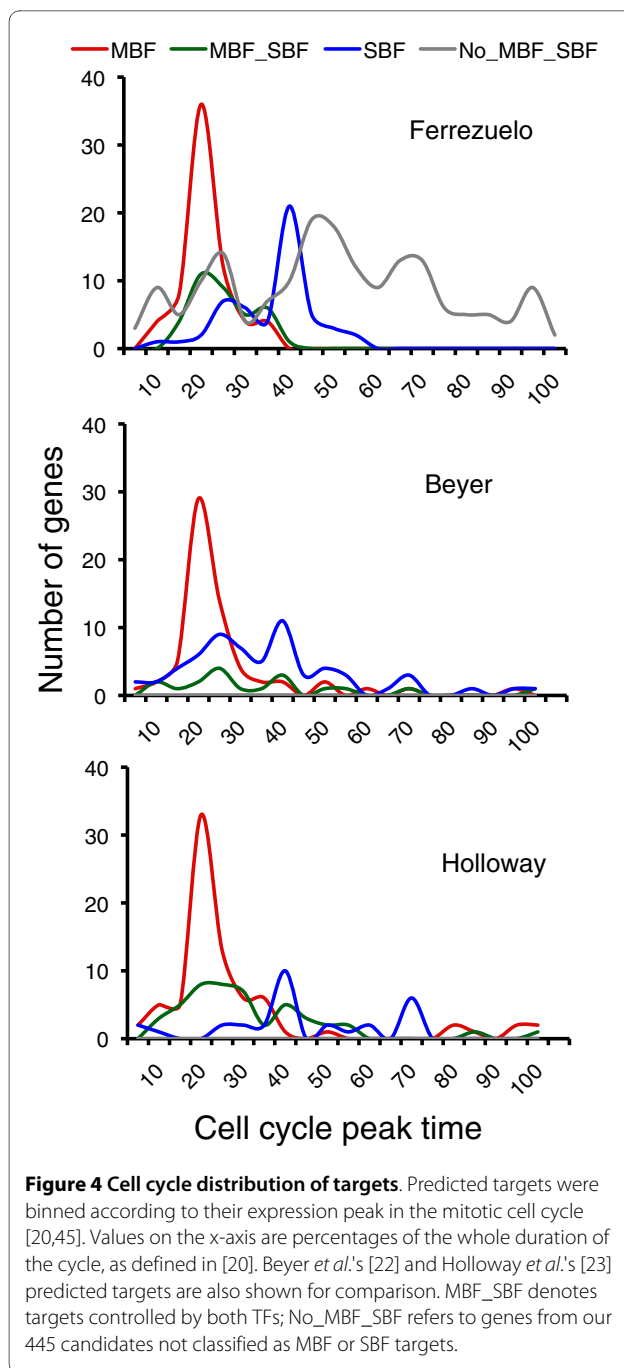 MBF MBF_SBF SBF No_MBF_SBF
40
30
20
10
0
Ferrezuelo
10 20 30 40 50 60 70 80 90 100
40
30
20
10
0
Beyer
10 20 30 40 50 60 70 80 90 100
Number of genes
40
30
20
10
0
Holloway
10 20 30 40 50 60 70 80 90 100
Cell cycle peak time
Figure 4 Cell cycle distribution of targets. Predicted targets were
binned according to their expression peak in the mitotic cell cycle
[20,45]. Values on the x-axis are percentages of the whole duration of
the cycle, as defined in [20]. Beyer et al.'s [22] and Holloway et al.'s [23]
predicted targets are also shown for comparison. MBF_SBF denotes
targets controlled by both TFs; No_MBF_SBF refers to genes from our
445 candidates not classified as MBF or SBF targets.